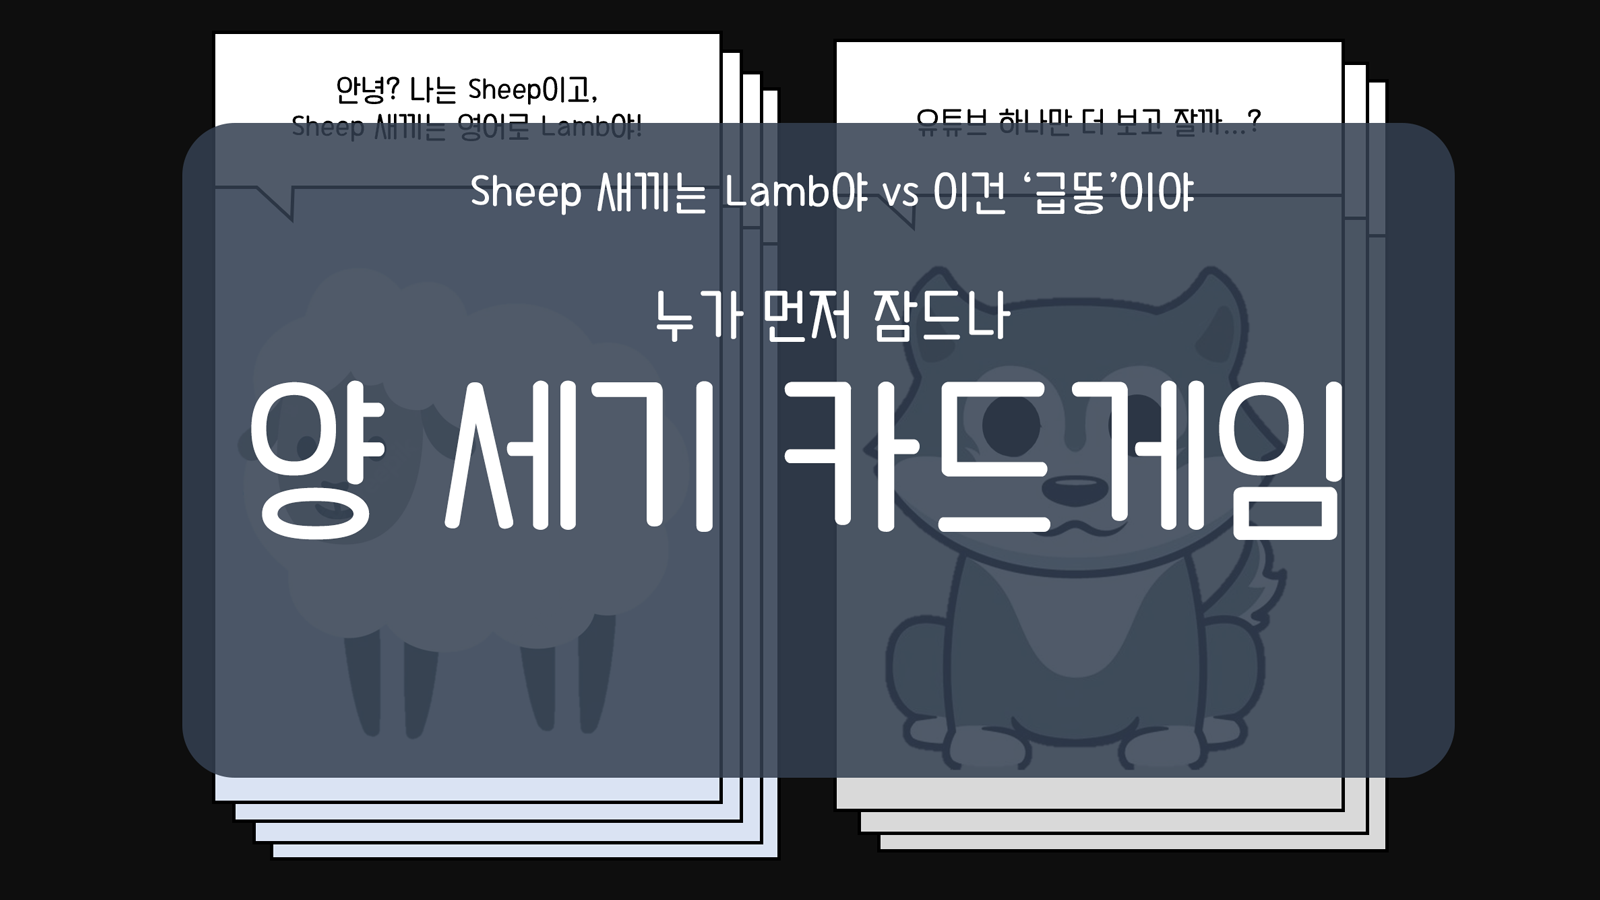 안녕? 나는 Sheep이고,
Sheep 새끼는 영어로 Lamb야!
유튜브 하나만 더 보고 잘까...?
Sheep 새끼는 Lamb야 vs 이건 ‘급똥’이야
누가 먼저 잠드나
양 세기 카드게임